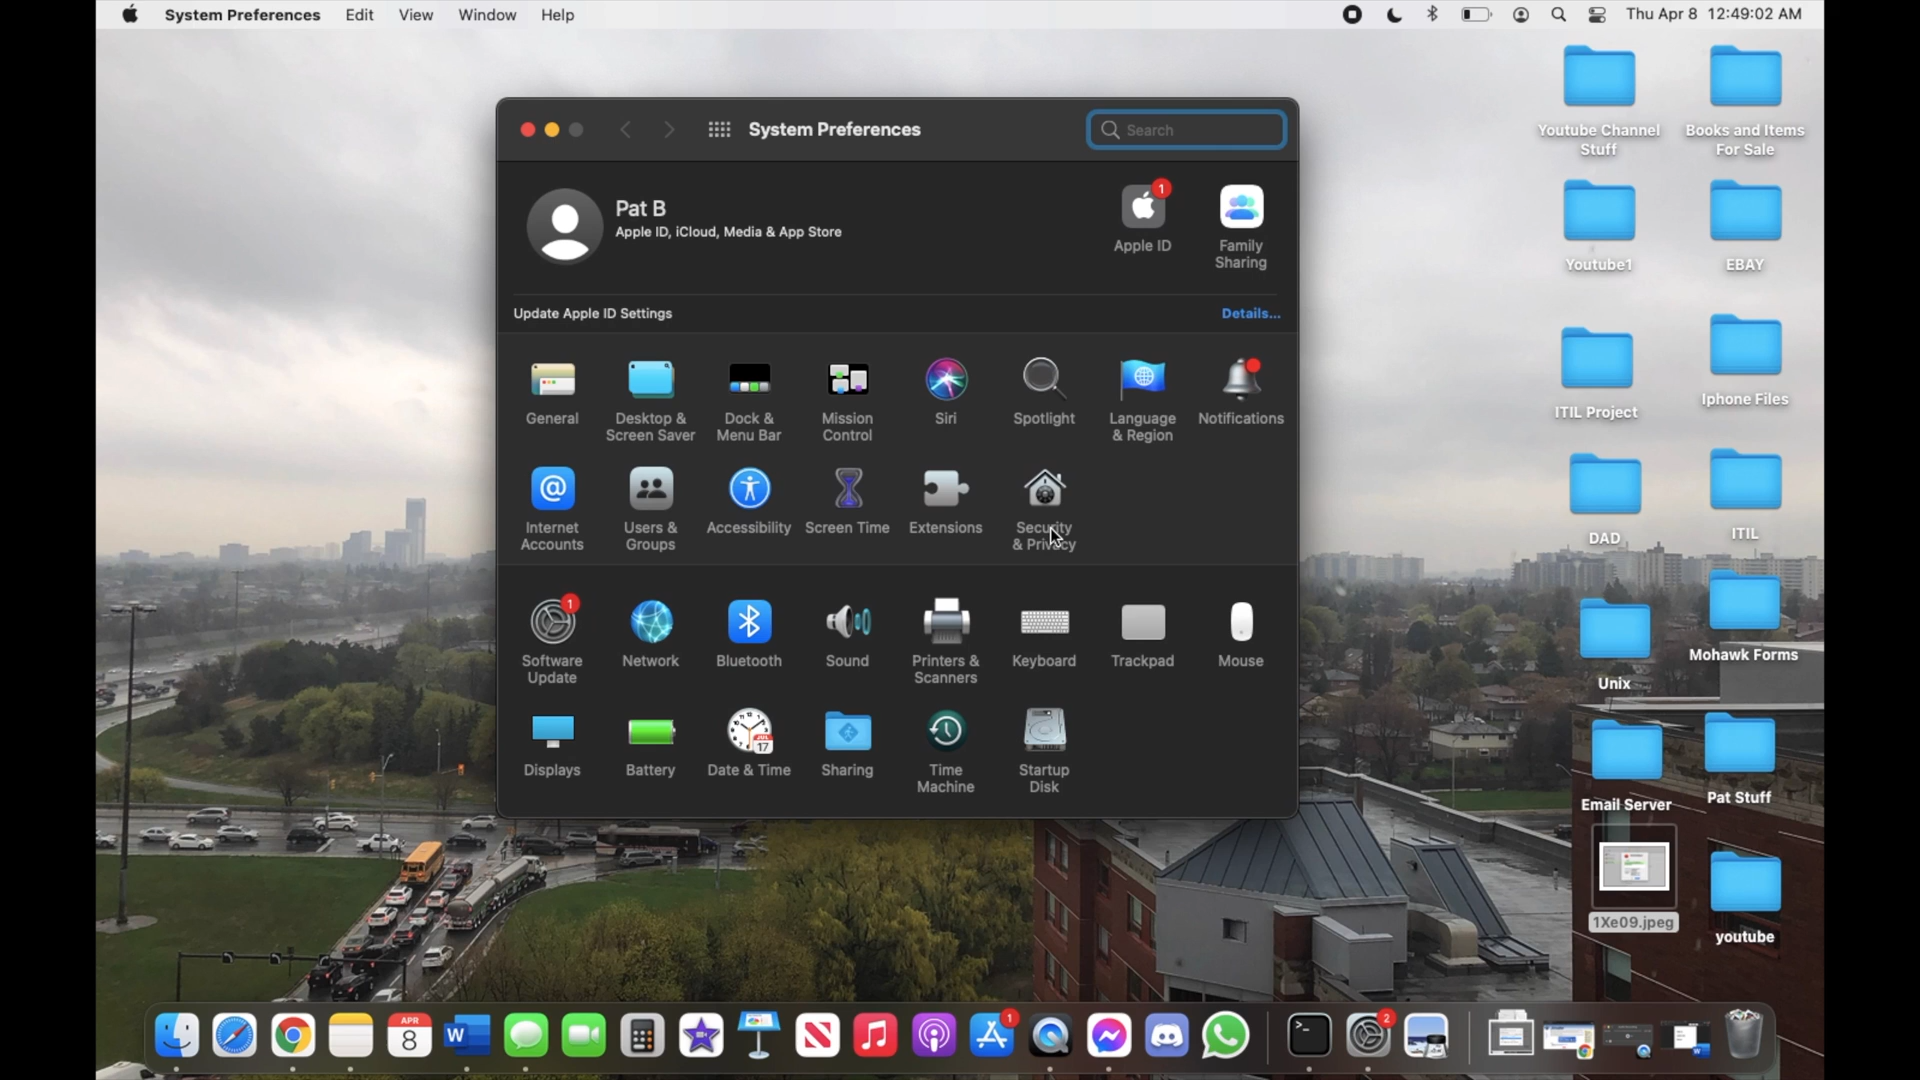 System Preferences Edit View Window Help Thu Apr 8 12:49:02 AM
System Preferences Search
Pat B
Apple ID, iCloud, Media & App Store
1
Apple ID
Family
Sharing
Update Apple ID Settings Details...
General
Desktop &
Screen Saver
Dock &
Menu Bar
Mission
Control
Siri
Spotlight
Language
& Region
Notifications
@
Internet
Accounts
Users &
Groups
Accessibility
Screen Time
Extensions
Security
& Privacy
1
Software
Update
Network
Bluetooth
Sound
Printers &
Scanners
Keyboard
Trackpad
Mouse
Displays
Battery
JUL
17
Date & Time
Sharing
Time
Machine
Startup
Disk
Youtube Channel
Stuff
Books and Items
For Sale
Youtube1
EBAY
ITIL Project
Iphone Files
DAD
ITIL
Unix
Mohawk Forms
Email Server
Pat Stuff
1Xe09.jpeg
youtube
APR
8
W
1
>_
2